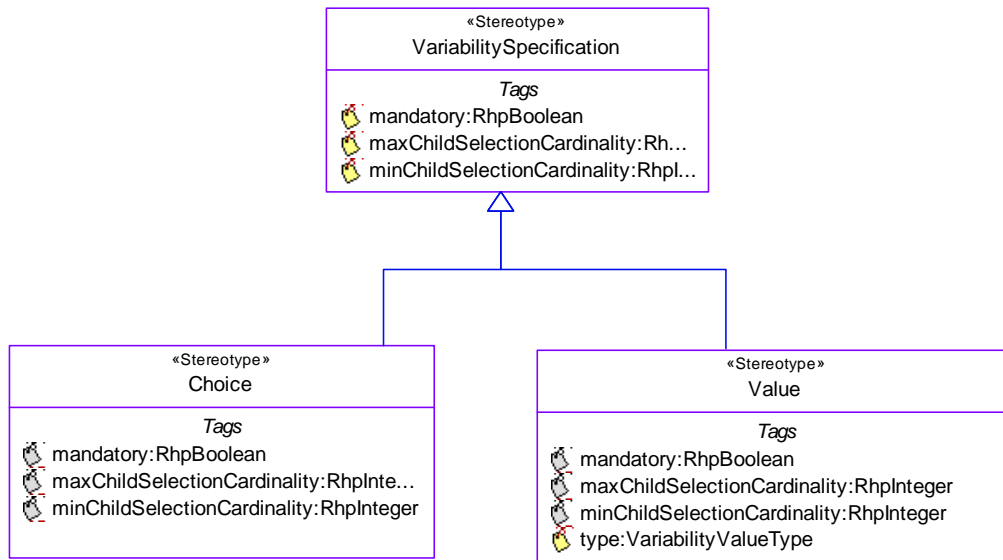 «Stereotype»
VariabilitySpecification
Tags
mandatory:RhpBoolean
maxChildSelectionCardinality:Rh...
minChildSelectionCardinality:RhpI...
«Stereotype»
Choice
Tags
mandatory:RhpBoolean
maxChildSelectionCardinality:RhpInte...
minChildSelectionCardinality:RhpInteger
«Stereotype»
Value
Tags
mandatory:RhpBoolean
maxChildSelectionCardinality:RhpInteger
minChildSelectionCardinality:RhpInteger
type:VariabilityValueType